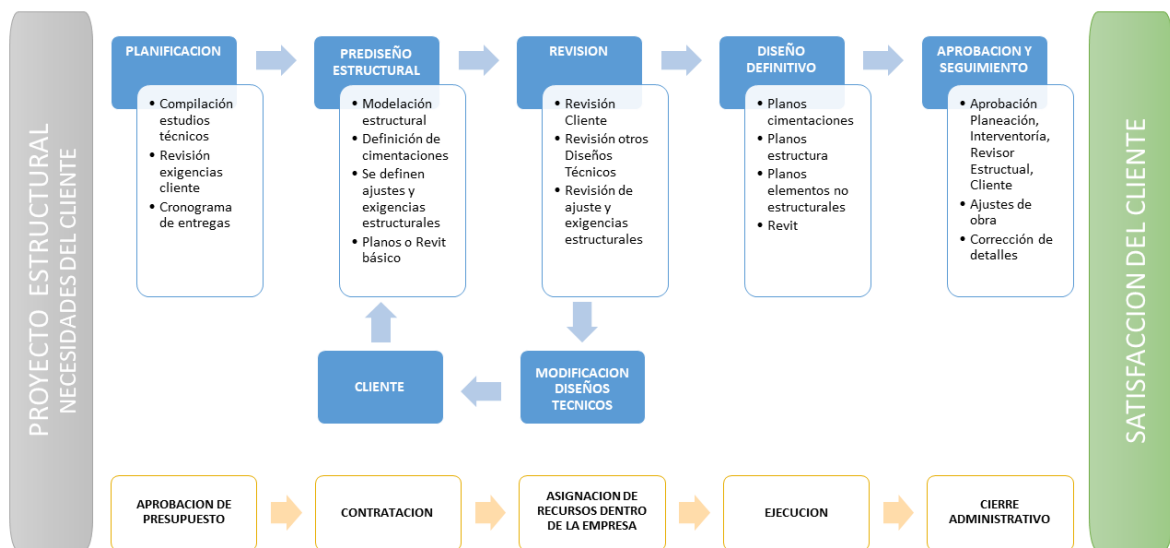 PROYECTO ESTRUCTURAL
NECESIDADES DEL CLIENTE
PLANIFICACION
• Compilación
estudios
técnicos
• Revisión
exigencias
cliente
• Cronograma
de entregas
PREDISEÑO
ESTRUCTURAL
• Modelación
estructural
• Definición de
cimentaciones
• Se definen
ajustes y
exigencias
estructurales
• Planos o Revit
básico
REVISION
• Revisión
Cliente
• Revisión otros
Diseños
Técnicos
• Revisión de
ajuste y
exigencias
estructurales
DISEÑO
DEFINITIVO
• Planos
cimentaciones
• Planos
estructura
• Planos
elementos no
estructurales
• Revit
APROBACION Y
SEGUIMIENTO
• Aprobación
Planeación,
Interventoría,
Revisor
Estructual,
Cliente
• Ajustes de
obra
• Corrección de
detalles
CLIENTE
MODIFICACION
DISEÑOS
TECNICOS
APROBACION DE
PRESUPUESTO
CONTRATACION
ASIGNACION DE
RECURSOS DENTRO
DE LA EMPRESA
EJECUCION
CIERRE
ADMINISTRATIVO
SATISFACCION DEL CLIENTE